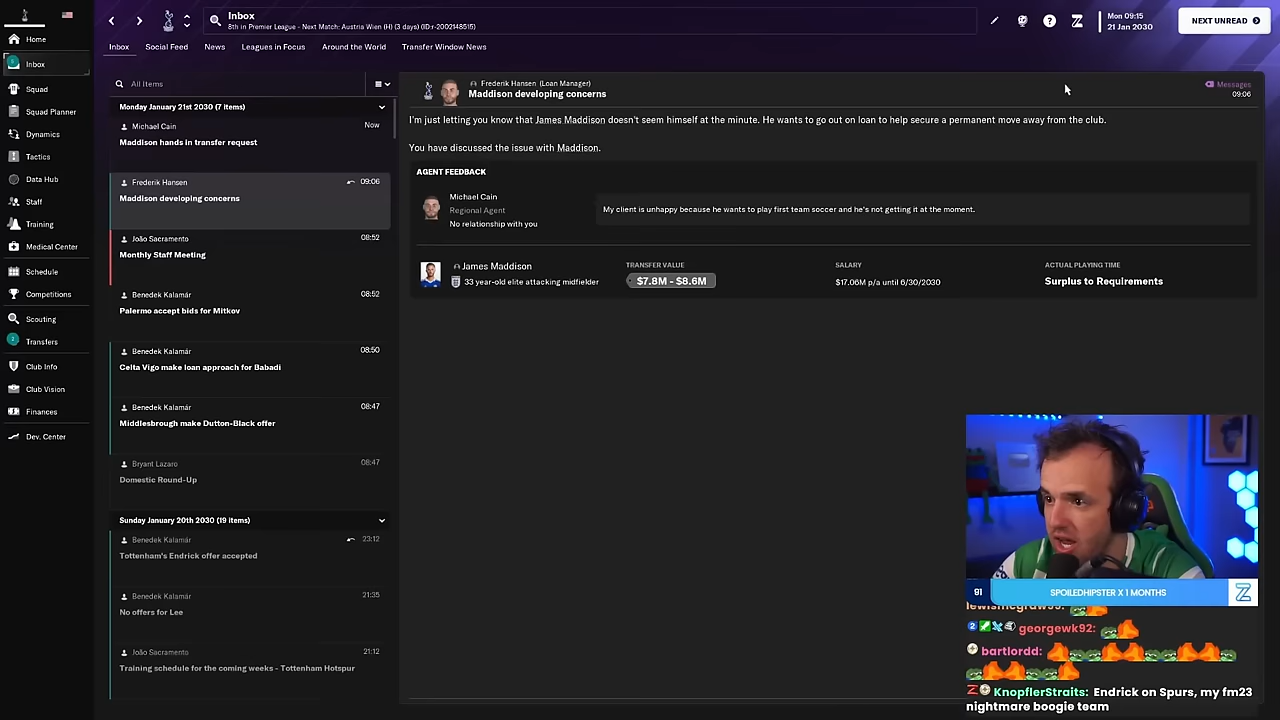 Inbox
8th in Premier League - Next Match: Austria Wien (H) (3 days) (ID:r-2002148515)
Mon 09:15
21 Jan 2030
NEXT UNREAD
Inbox
Social Feed
News
Leagues in Focus
Around the World
Transfer Window News
Home
Inbox
Squad
Squad Planner
Dynamics
Tactics
Data Hub
Staff
Training
Medical Center
Schedule
Competitions
Scouting
2
Transfers
Club Info
Club Vision
Finances
Dev. Center
All Items
Monday January 21st 2030 (7 Items)
Michael Cain
Now
Maddison hands in transfer request
Frederik Hansen
09:06
Maddison developing concerns
João Sacramento
08:52
Monthly Staff Meeting
Benedek Kalamár
08:52
Palermo accept bids for Mitkov
Benedek Kalamár
08:50
Celta Vigo make loan approach for Babadi
Benedek Kalamár
08:47
Middlesbrough make Dutton-Black offer
Bryant Lazaro
08:47
Domestic Round-Up
Sunday January 20th 2030 (19 Items)
Benedek Kalamár
23:12
Tottenham's Endrick offer accepted
Benedek Kalamár
21:35
No offers for Lee
João Sacramento
21:12
Training schedule for the coming weeks - Tottenham Hotspur
Frederik Hansen (Loan Manager)
Maddison developing concerns
Messages
09:06
I'm just letting you know that James Maddison doesn't seem himself at the minute. He wants to go out on loan to help secure a permanent move away from the club.
You have discussed the issue with Maddison.
AGENT FEEDBACK
Michael Cain
Regional Agent
No relationship with you
My client is unhappy because he wants to play first team soccer and he's not getting it at the moment.
James Maddison
33 year-old elite attacking midfielder
TRANSFER VALUE
$7.8M - $8.6M
SALARY
$17.06M p/a until 6/30/2030
ACTUAL PLAYING TIME
Surplus to Requirements
91
SPOILEDHIPSTER X 1 MONTHS
Z
georgewk92:
bartlordd:
KnopflerStraits: Endrick on Spurs, my fm23
nightmare boogie team